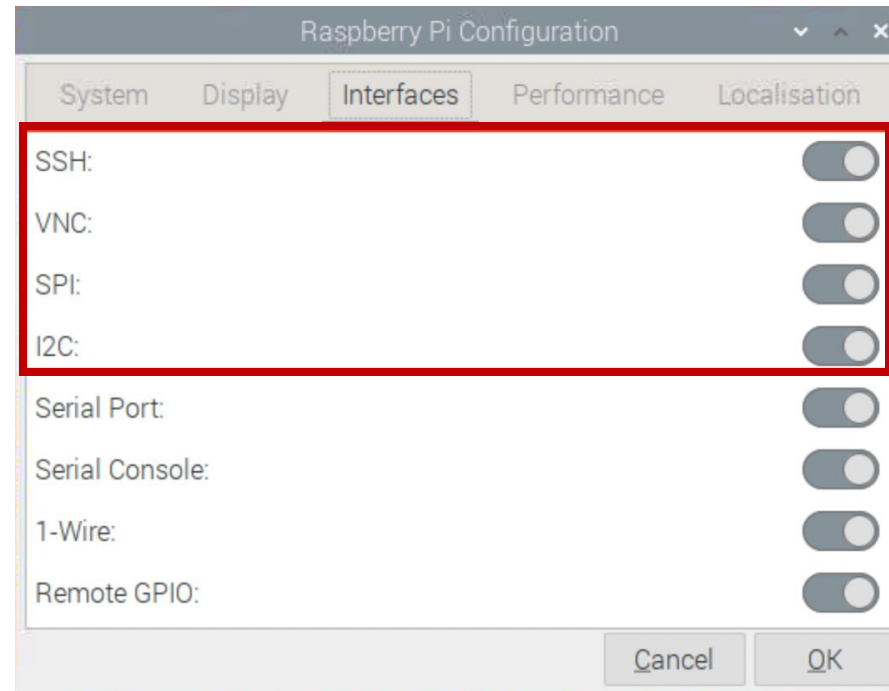 Raspberry Pi Configuration
System Display Interfaces Performance Localisation
SSH:
VNC:
SPI:
I2C:
Serial Port:
Serial Console:
1-Wire:
Remote GPIO:
Cancel OK